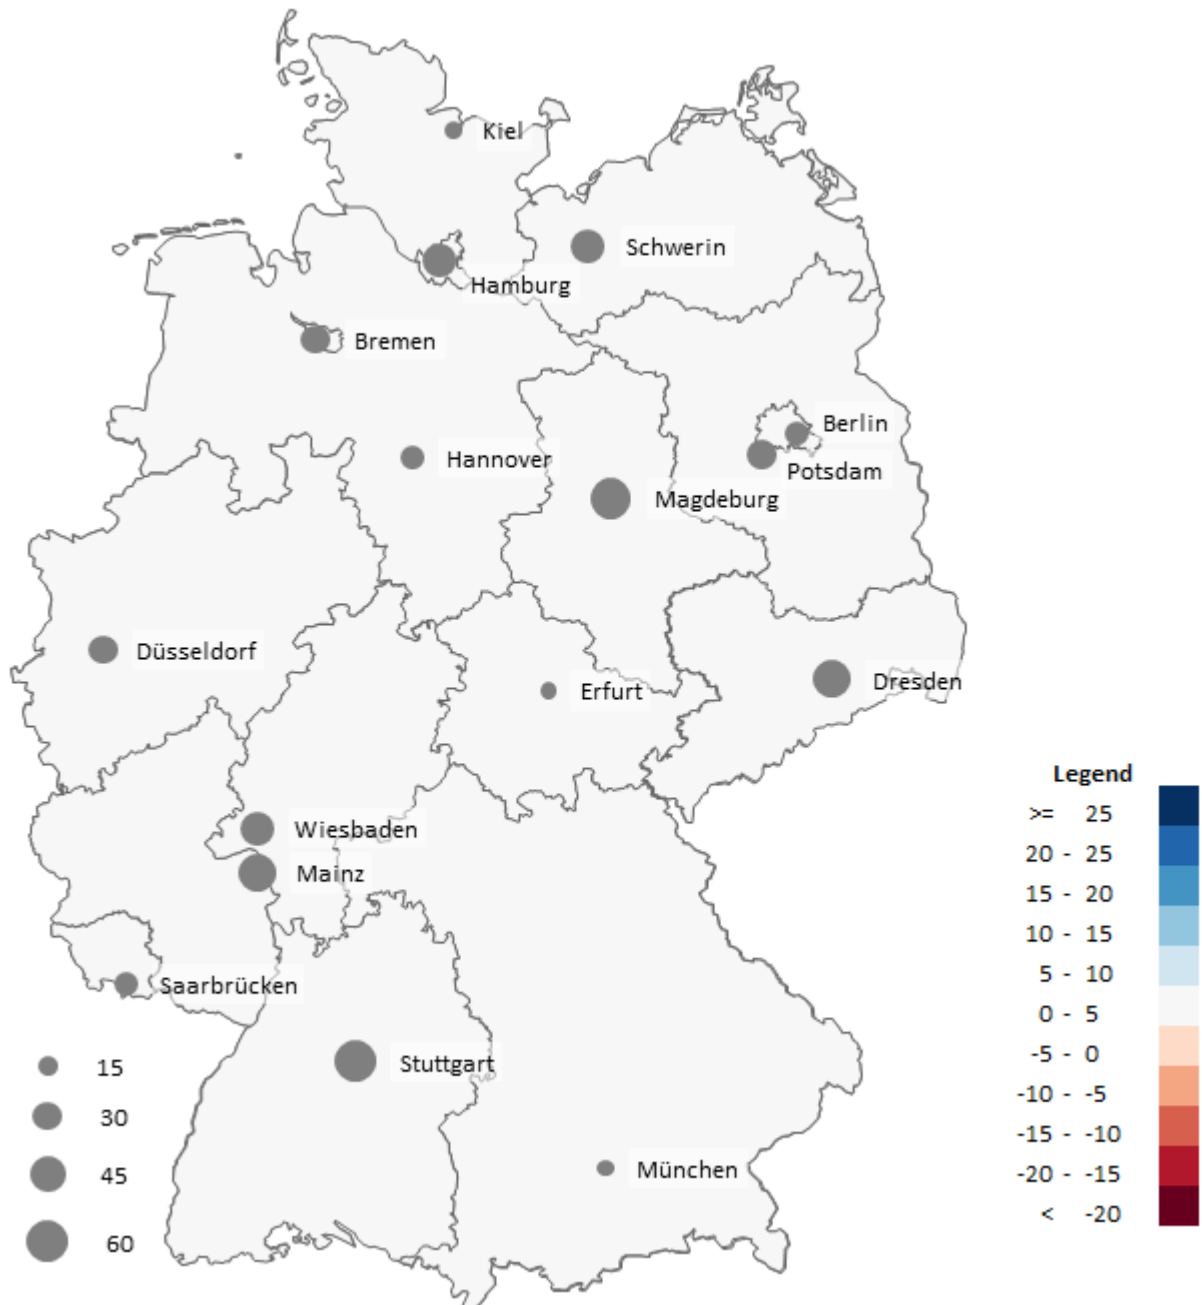 Kiel
Schwerin
Hamburg
Bremen
Berlin
Hannover
Potsdam
Magdeburg
Düsseldorf
Erfurt
Dresden
Wiesbaden
Mainz
Saarbrücken
Stuttgart
München
15
30
45
60
Legend
>= 25
20 - 25
15 - 20
10 - 15
5 - 10
0 - 5
-5 - 0
-10 - -5
-15 - -10
-20 - -15
< -20